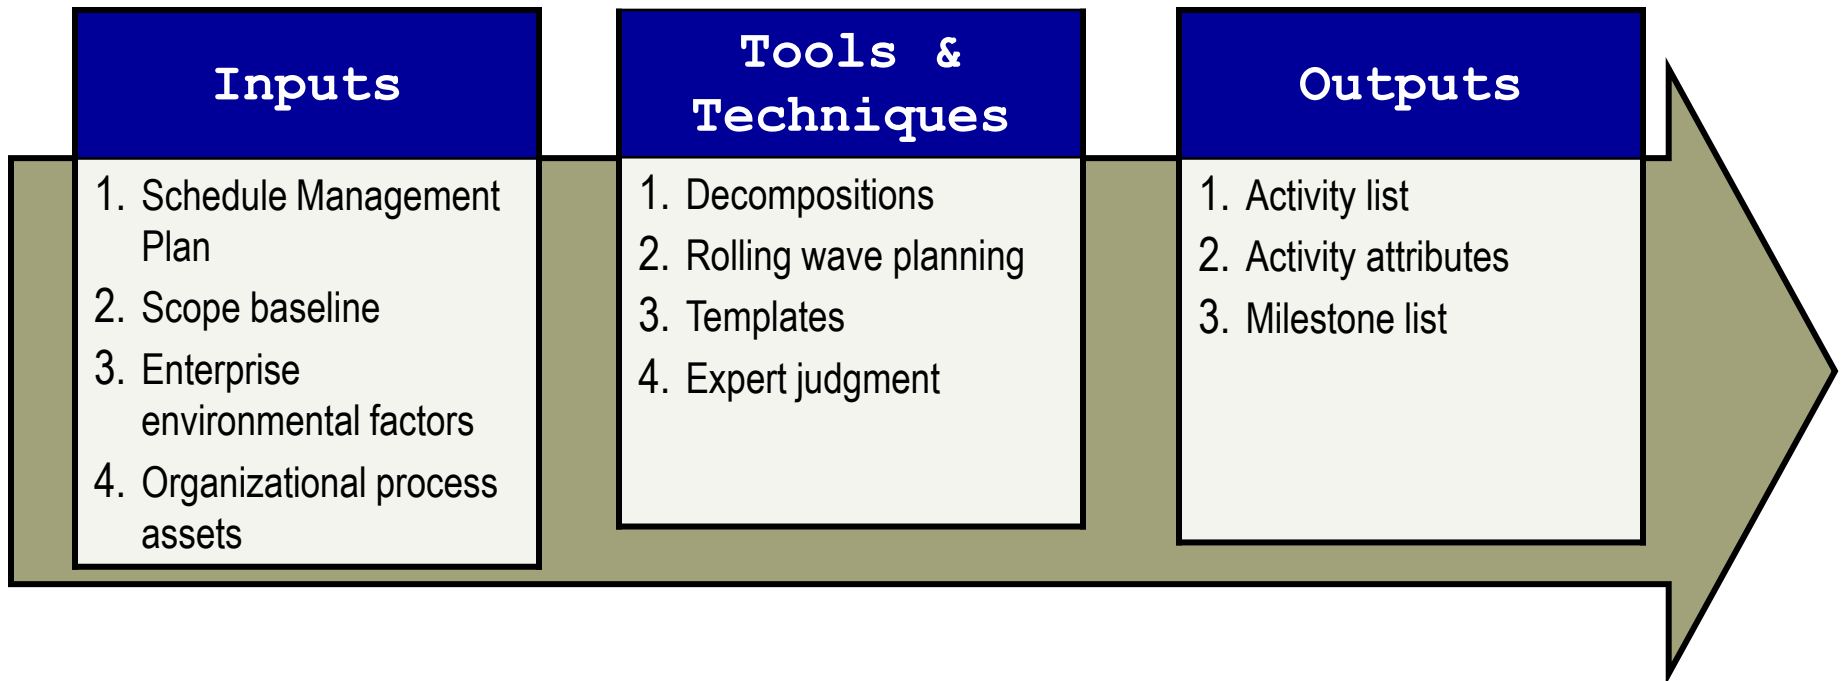 Inputs
1. Schedule Management
Plan
2. Scope baseline
3. Enterprise
environmental factors
4. Organizational process
assets
Tools &
Techniques
1. Decompositions
2. Rolling wave planning
3. Templates
4. Expert judgment
Outputs
1. Activity list
2. Activity attributes
3. Milestone list